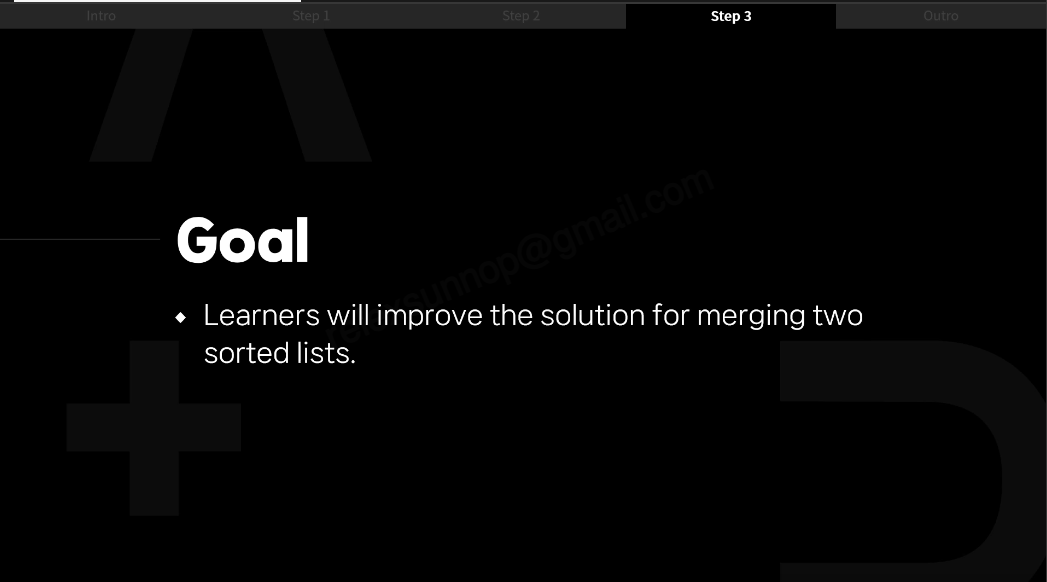 Intro Step 1 Step 2 Step 3 Outro
Goal
Learners will improve the solution for merging two
sorted lists.